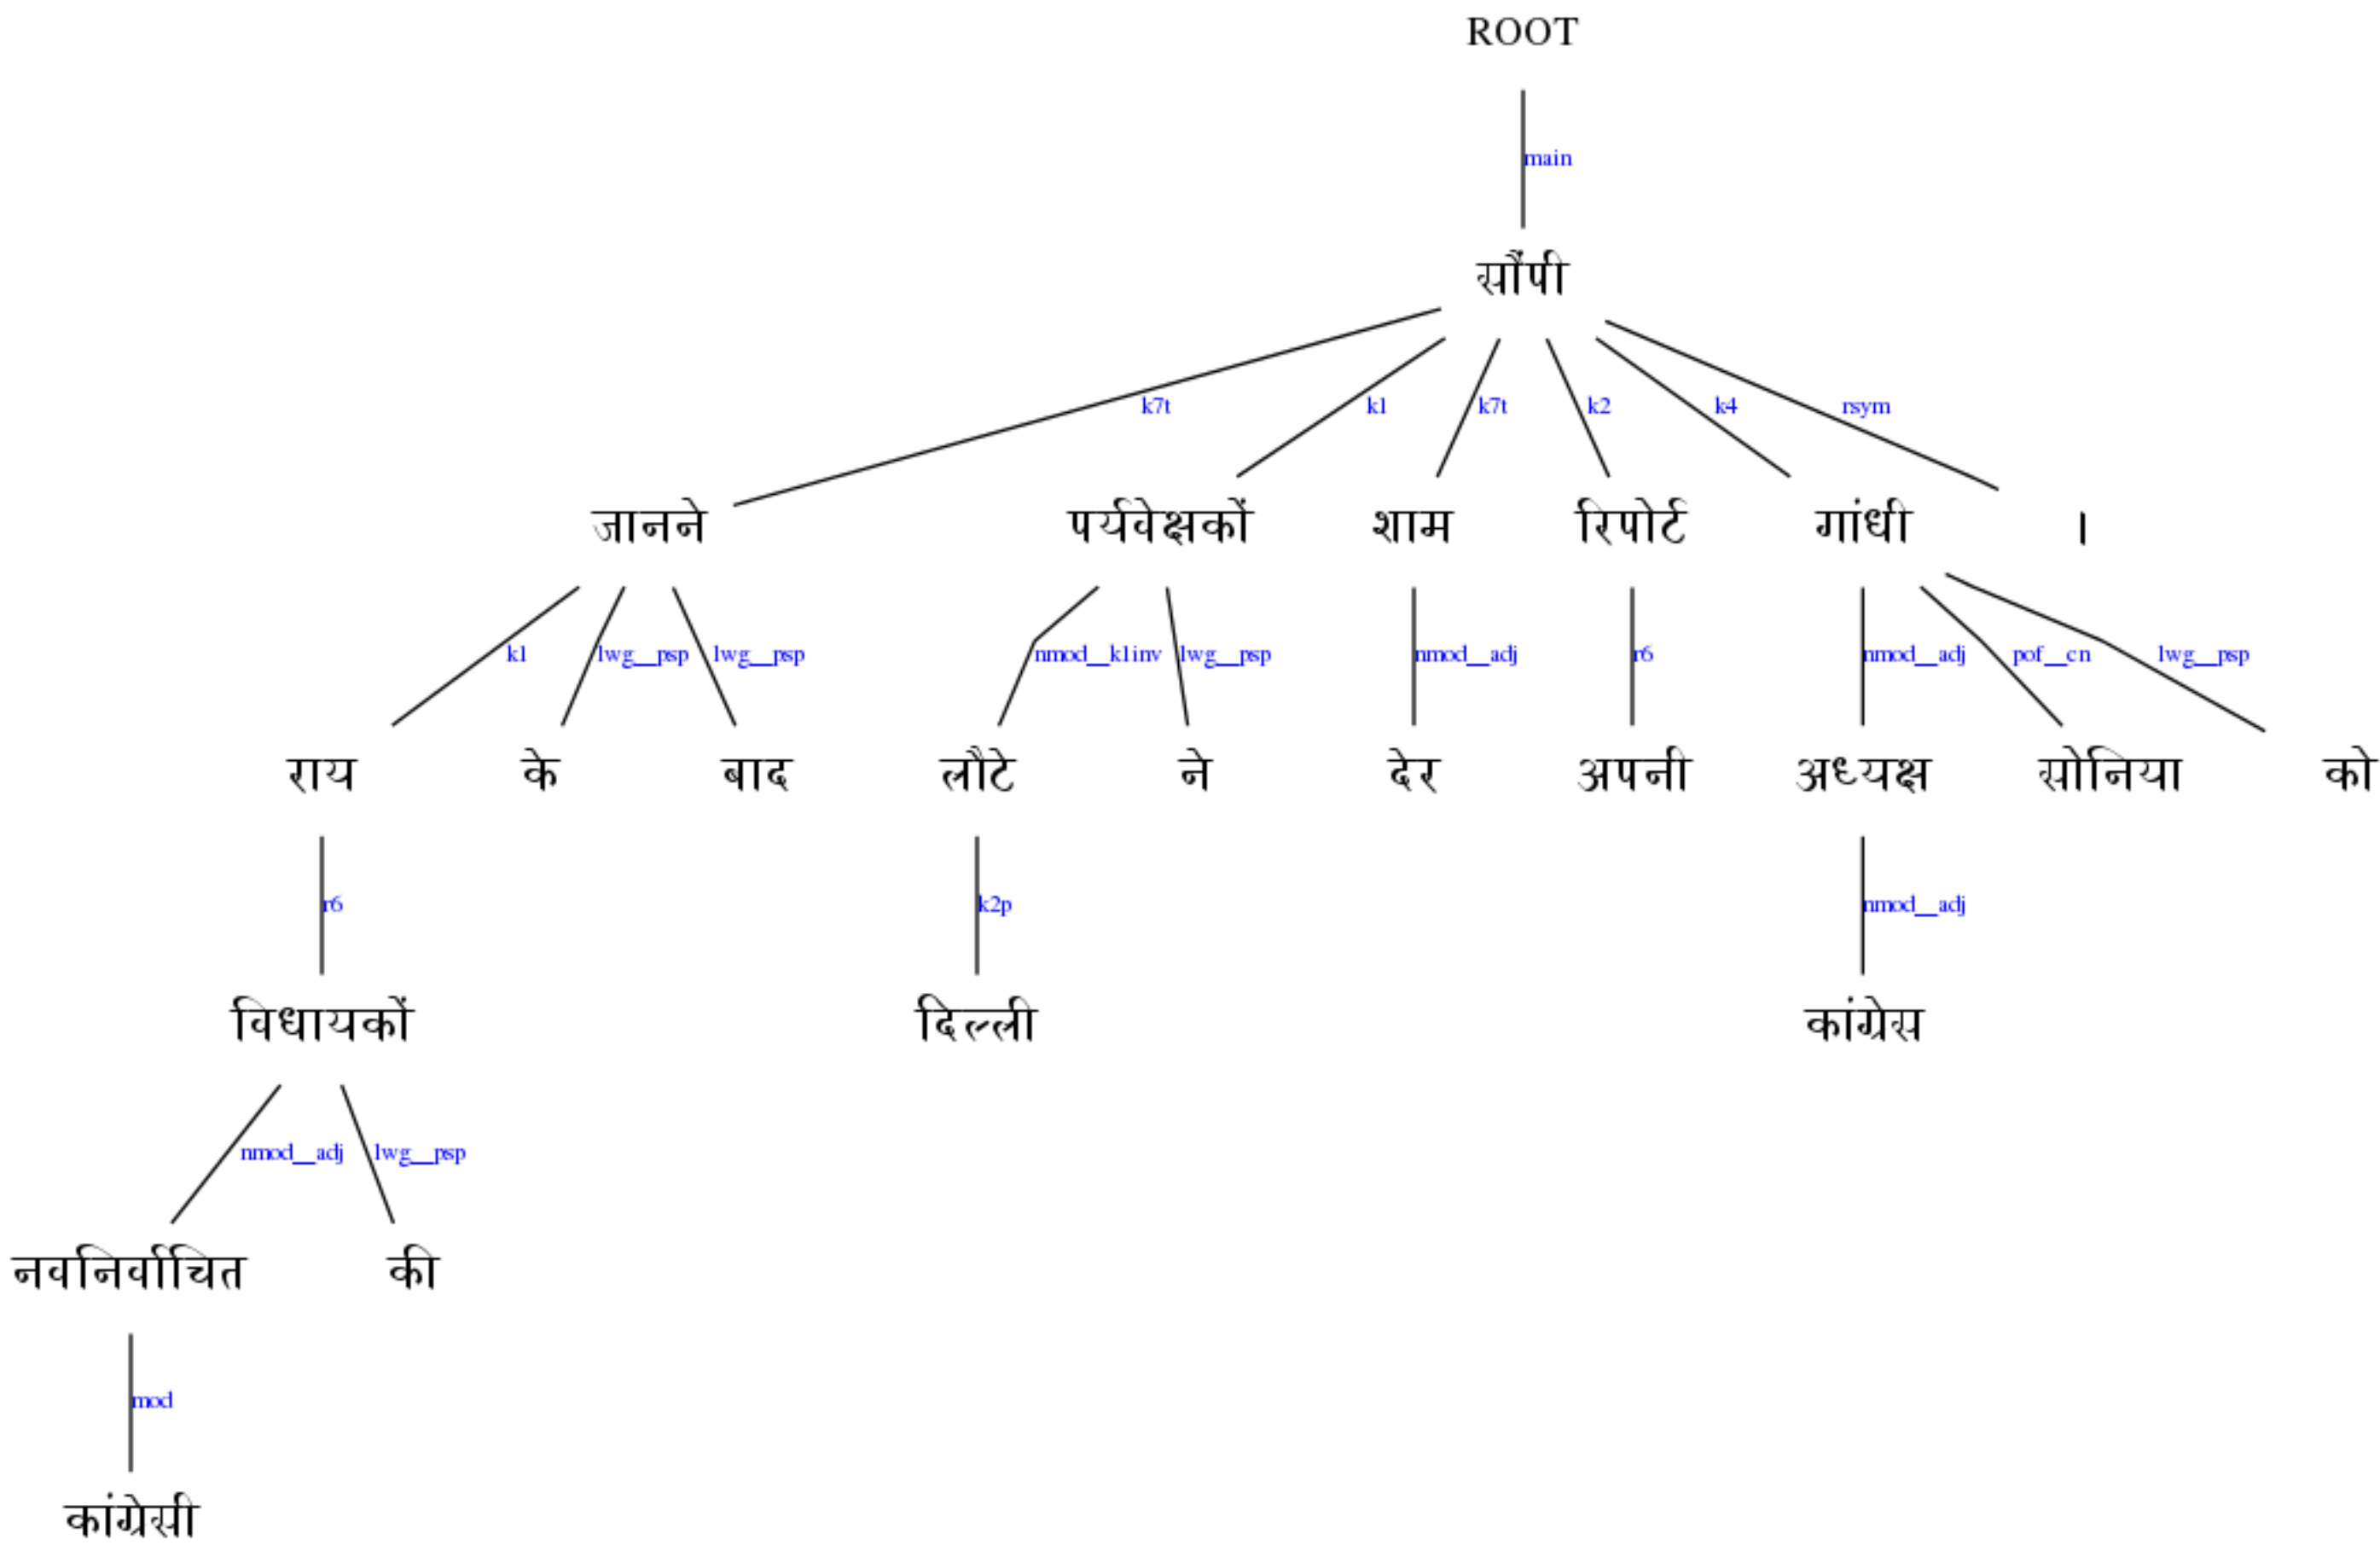 ROOT
main
सौंपी
k7t k1 k7t k2 k4 rsym
जानने पर्यवेक्षकों शाम रिपोर्ट गांधी ।
k1 lwg__psp lwg__psp nmod__k1inv lwg__psp nmod__adj r6 nmod__adj pof__cn lwg__psp
राय के बाद लौटे ने देर अपनी अध्यक्ष सोनिया को
r6 k2p nmod__adj
विधायकों दिल्ली कांग्रेस
nmod__adj lwg__psp
नवनिर्वाचित की
mod
कांग्रेसी